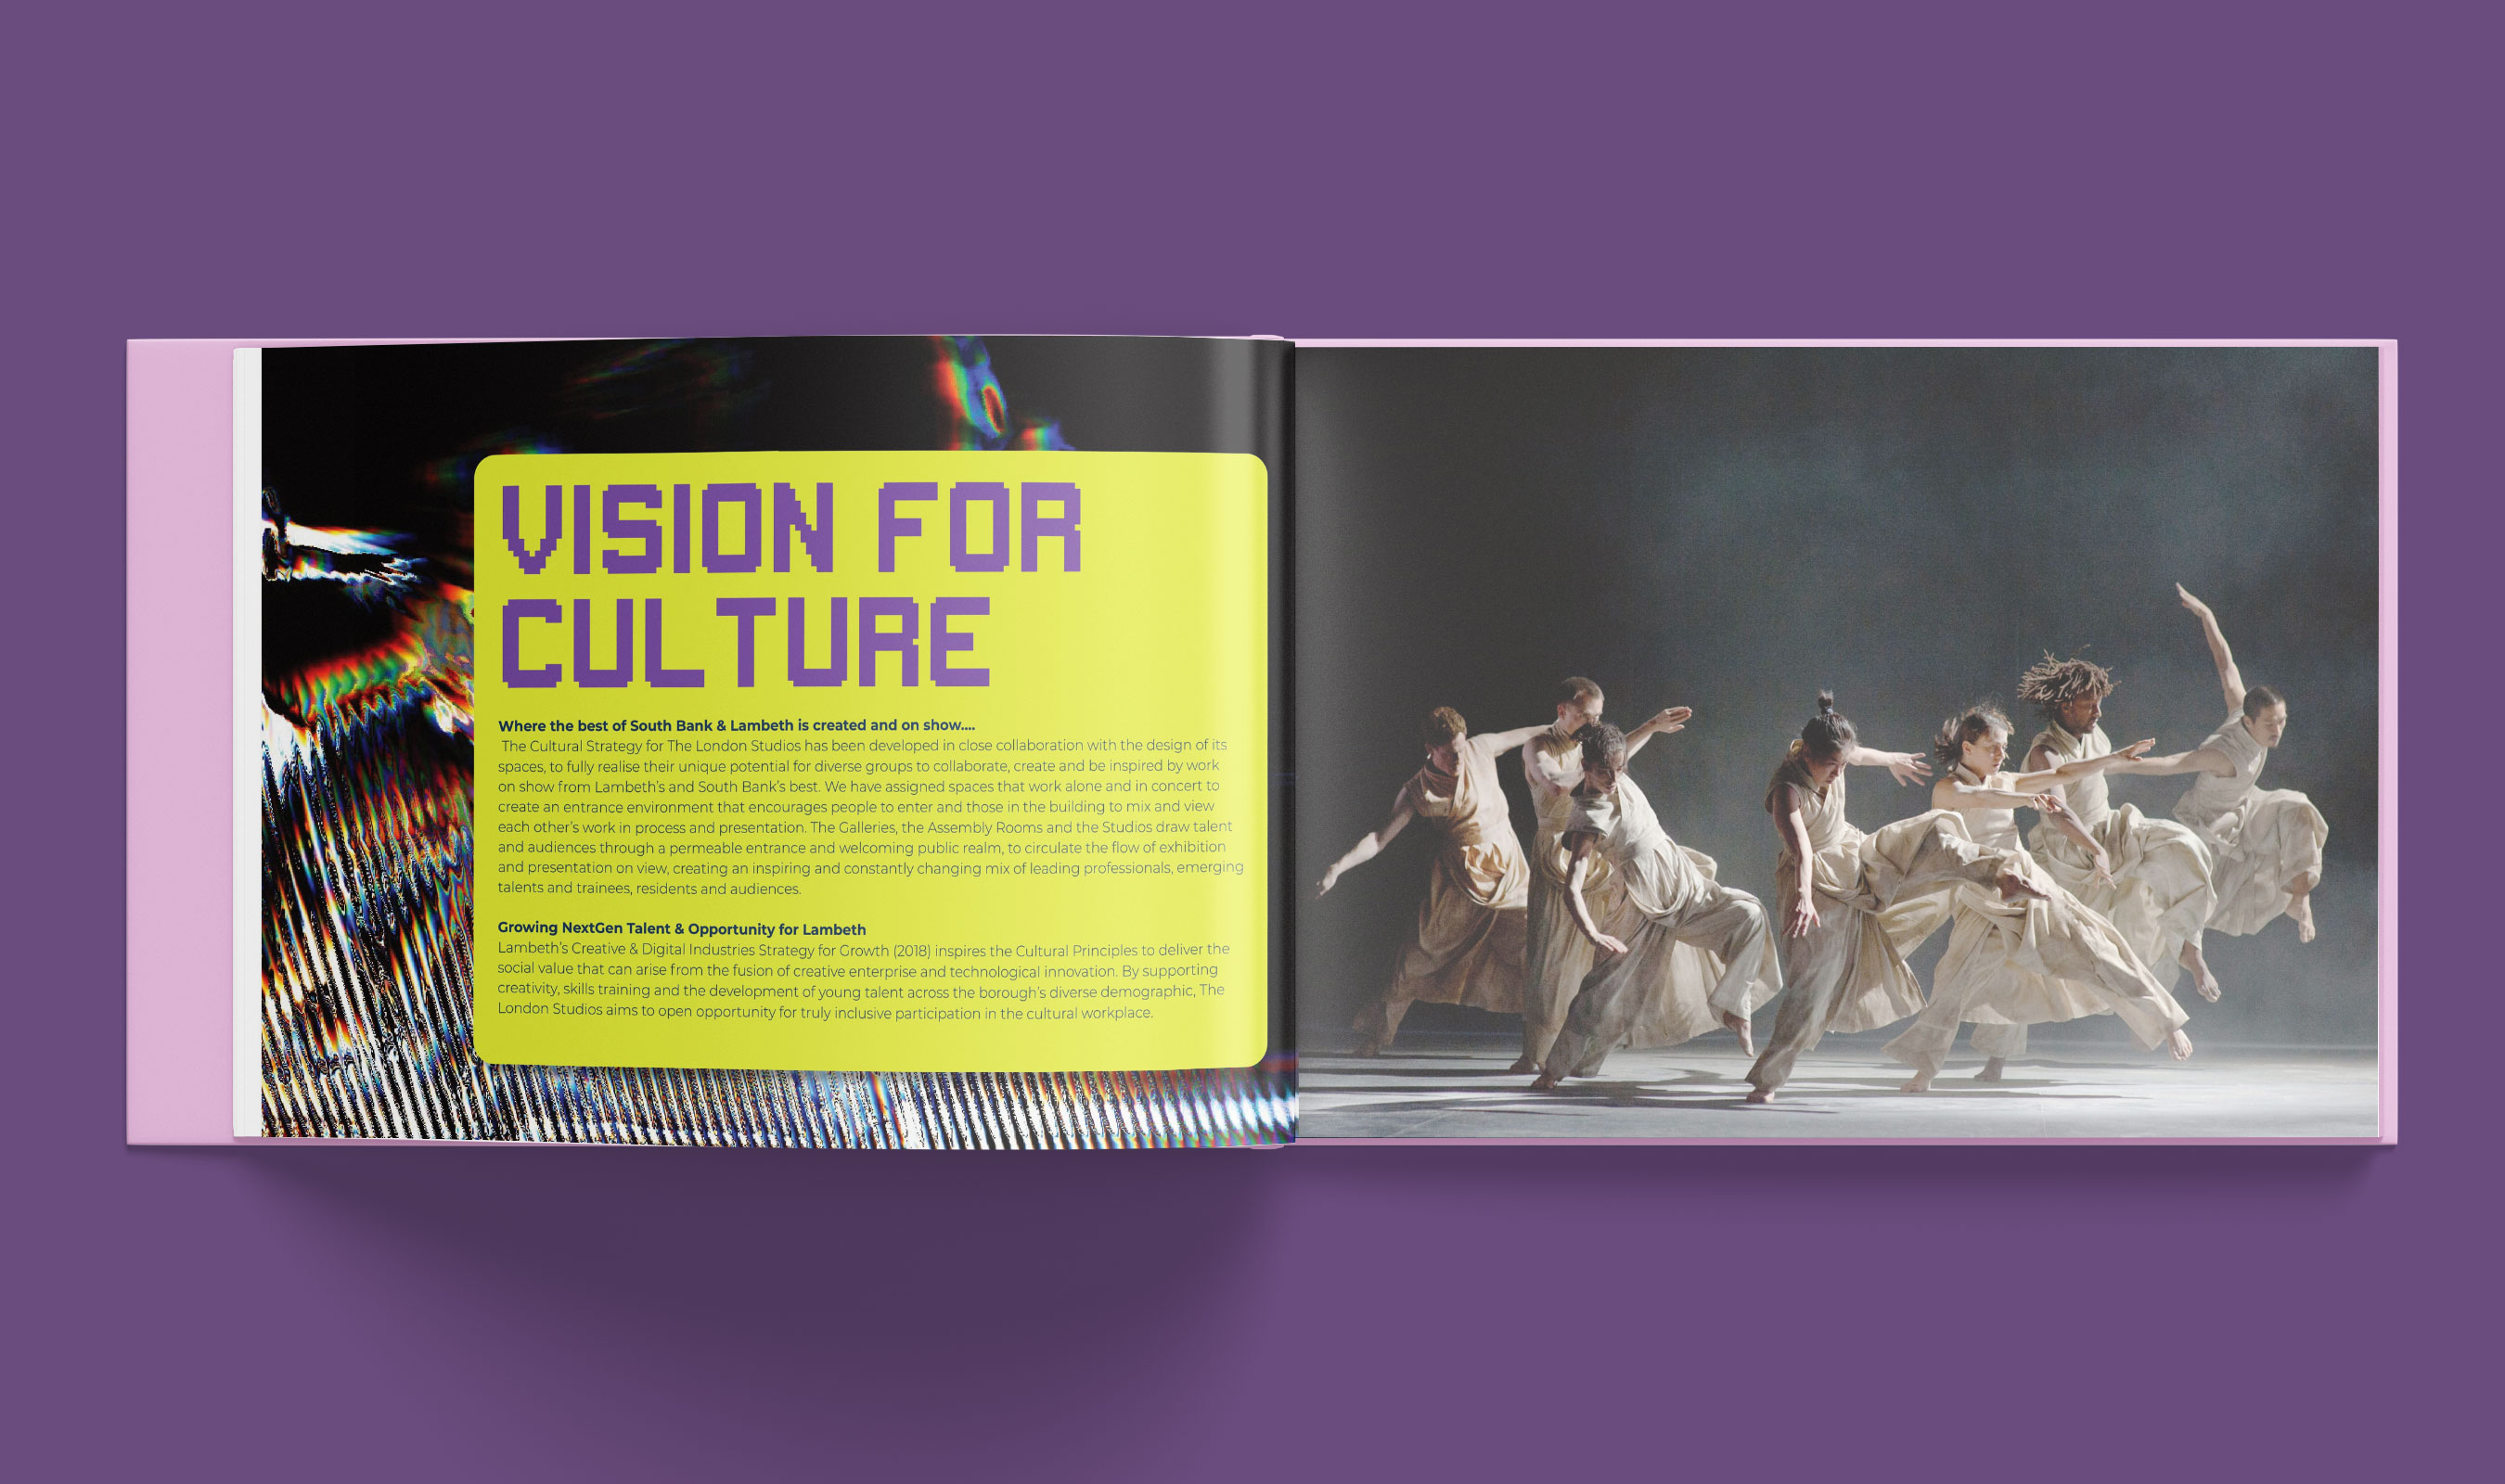 VISION FOR
CULTURE
Where the best of South Bank & Lambeth is created and on show....
The Cultural Strategy for The London Studios has been developed in close collaboration with the design of its
spaces, to fully realise their unique potential for diverse groups to collaborate, create and be inspired by work
on show from Lambeth's and South Bank's best. We have assigned spaces that work alone and in concert to
create an entrance environment that encourages people to enter and those in the building to mix and view
each other's work in process and presentation. The Galleries, the Assembly Rooms and the Studios draw talent
and audiences through a permeable entrance and welcoming public realm, to circulate the flow of exhibition
and presentation on view, creating an inspiring and constantly changing mix of leading professionals, emerging
talents and trainees, residents and audiences.
Growing NextGen Talent & Opportunity for Lambeth
Lambeth's Creative & Digital Industries Strategy for Growth (2018) inspires the Cultural Principles to deliver the
social value that can arise from the fusion of creative enterprise and technological innovation. By supporting
creativity, skills training and the development of young talent across the borough's diverse demographic, The
London Studios aims to open opportunity for truly inclusive participation in the cultural workplace.